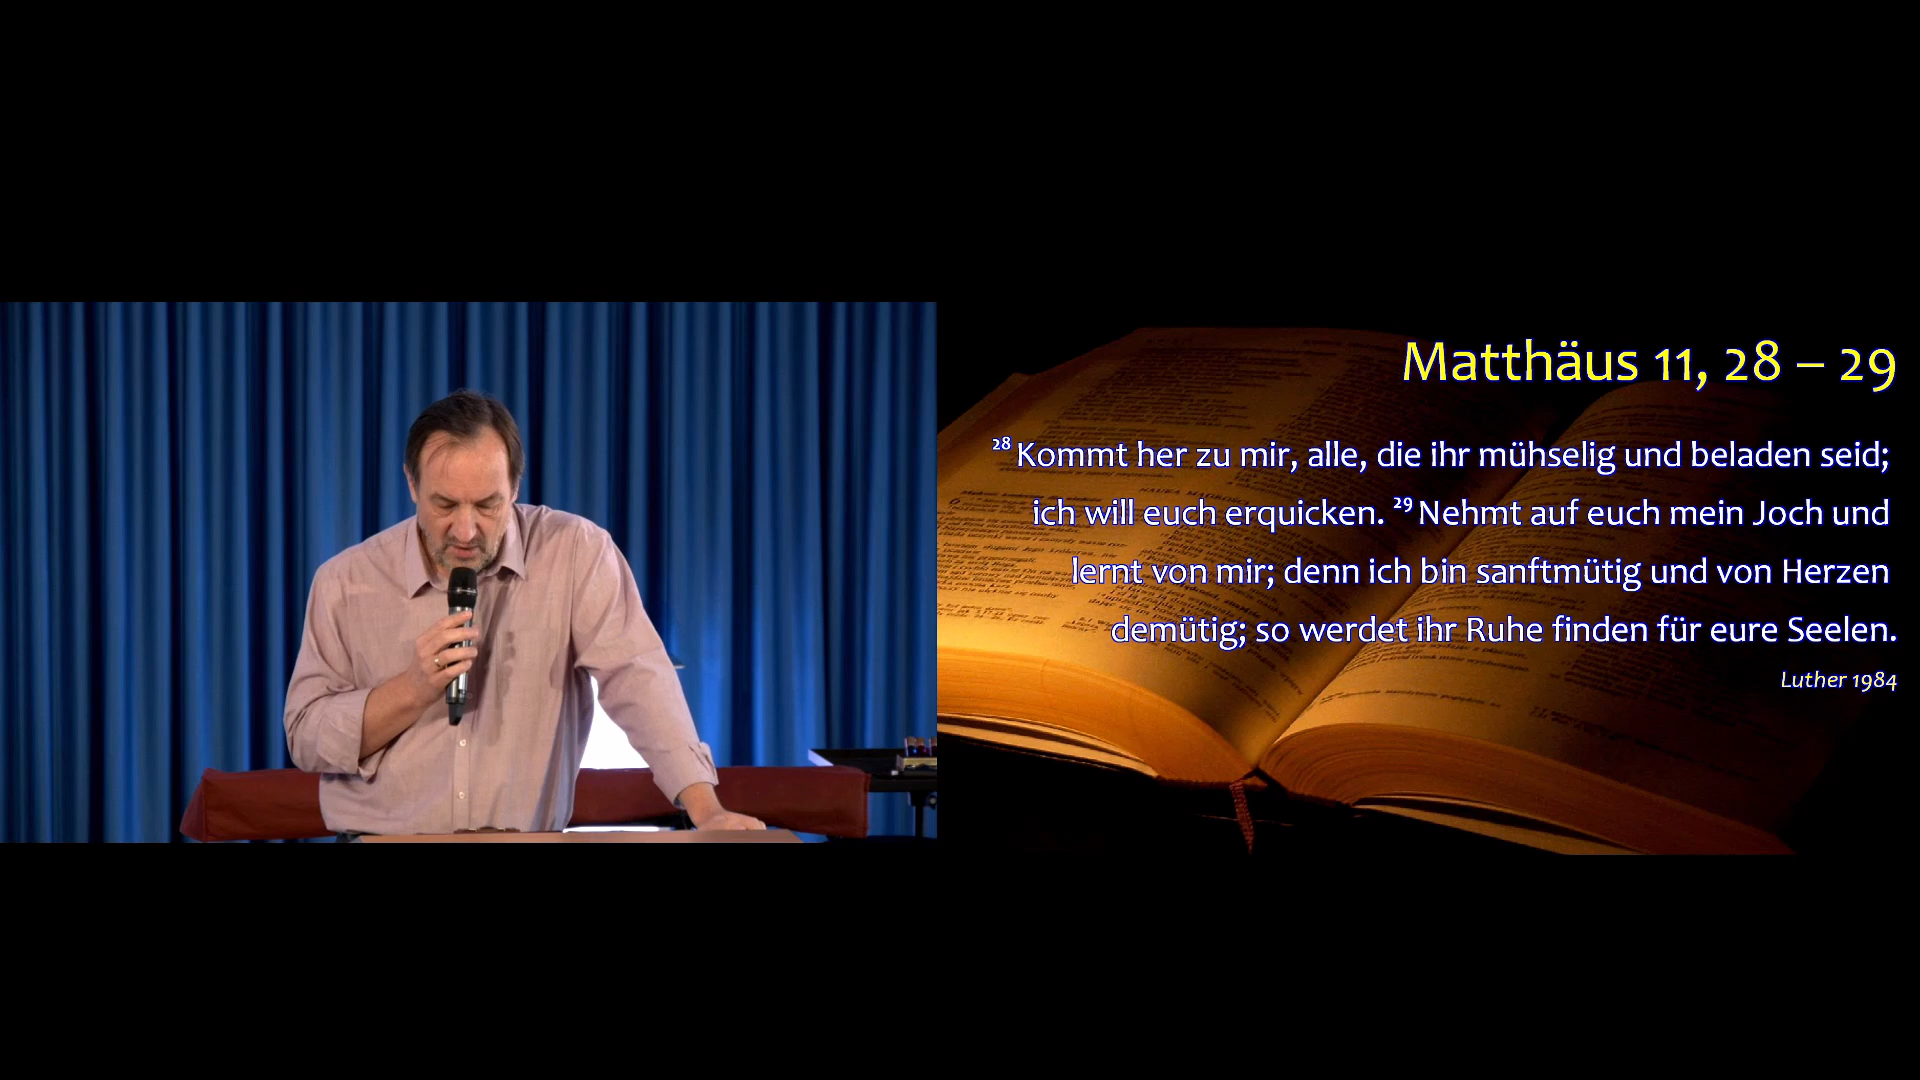 Matthäus 11, 28 – 29
²⁸ Kommt her zu mir, alle, die ihr mühselig und beladen seid;
ich will euch erquicken. ²⁹ Nehmt auf euch mein Joch und
lernt von mir; denn ich bin sanftmütig und von Herzen
demütig; so werdet ihr Ruhe finden für eure Seelen.
Luther 1984